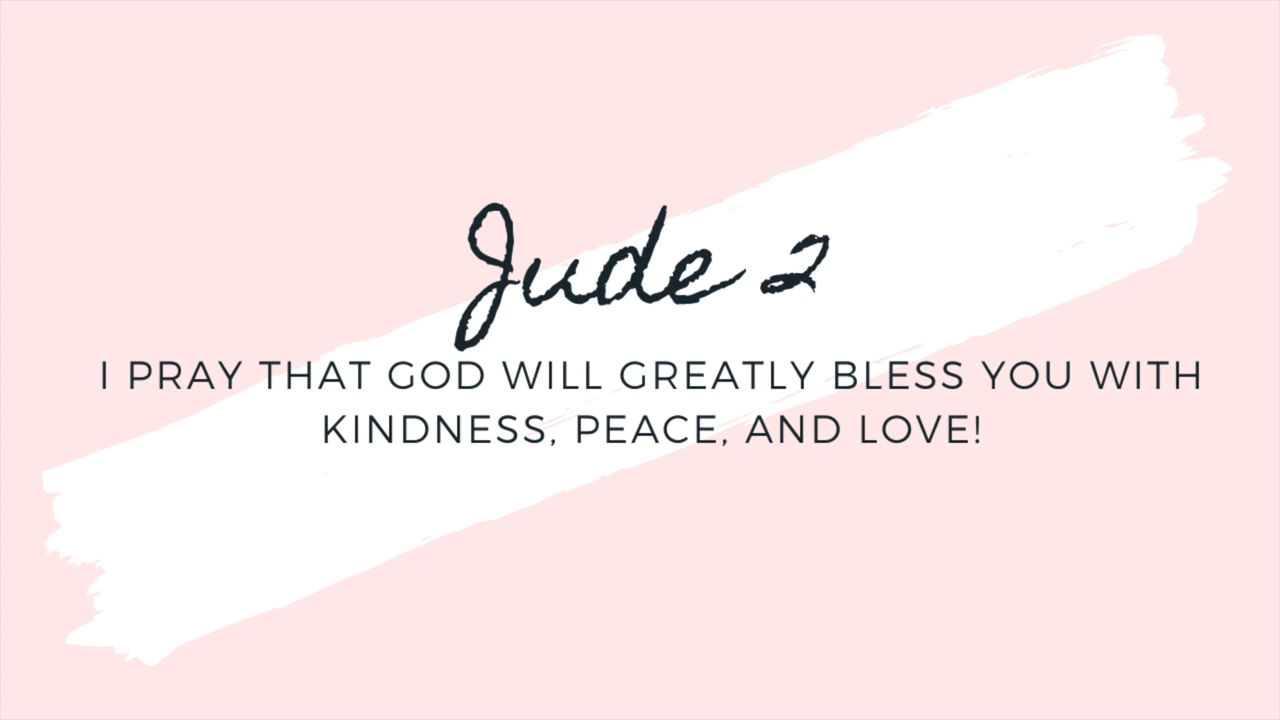 Jude 2
I PRAY THAT GOD WILL GREATLY BLESS YOU WITH
KINDNESS, PEACE, AND LOVE!